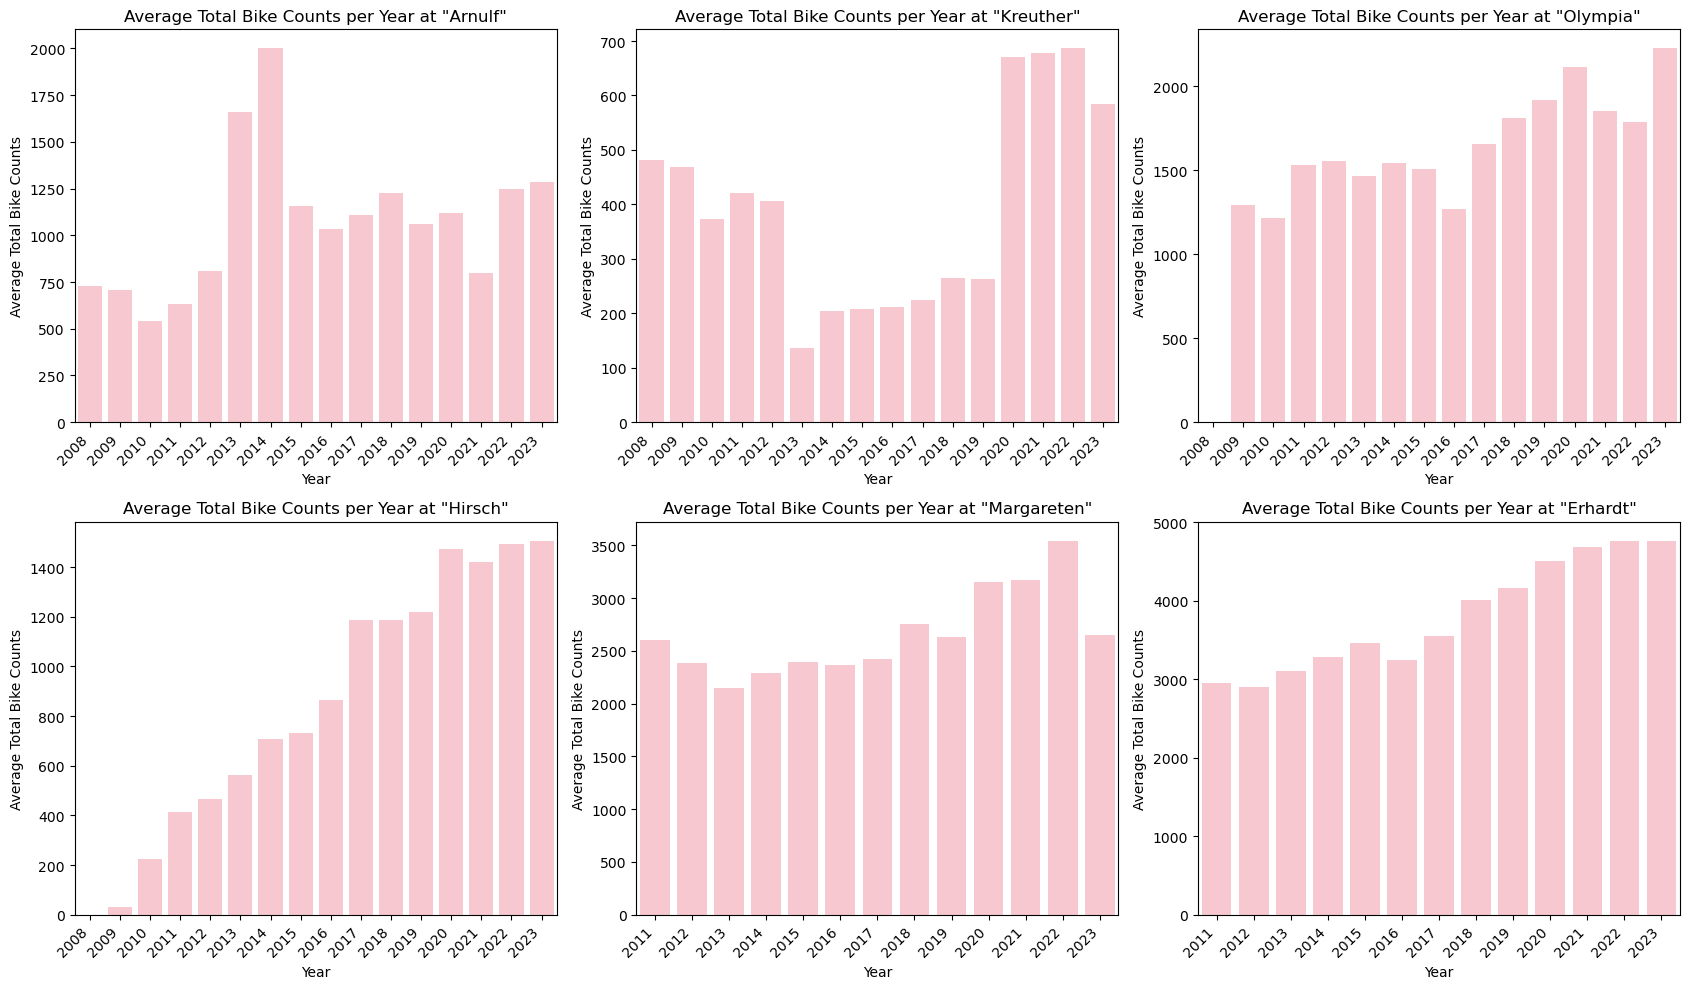 Average Total Bike Counts per Year at "Arnulf"
Average Total Bike Counts
2000
1750
1500
1250
1000
750
500
250
0
2008 2009 2010 2011 2012 2013 2014 2015 2016 2017 2018 2019 2020 2021 2022 2023
Year
Average Total Bike Counts per Year at "Kreuther"
Average Total Bike Counts
700
600
500
400
300
200
100
0
2008 2009 2010 2011 2012 2013 2014 2015 2016 2017 2018 2019 2020 2021 2022 2023
Year
Average Total Bike Counts per Year at "Olympia"
Average Total Bike Counts
2000
1500
1000
500
0
2008 2009 2010 2011 2012 2013 2014 2015 2016 2017 2018 2019 2020 2021 2022 2023
Year
Average Total Bike Counts per Year at "Hirsch"
Average Total Bike Counts
1400
1200
1000
800
600
400
200
0
2008 2009 2010 2011 2012 2013 2014 2015 2016 2017 2018 2019 2020 2021 2022 2023
Year
Average Total Bike Counts per Year at "Margareten"
Average Total Bike Counts
3500
3000
2500
2000
1500
1000
500
0
2011 2012 2013 2014 2015 2016 2017 2018 2019 2020 2021 2022 2023
Year
Average Total Bike Counts per Year at "Erhardt"
Average Total Bike Counts
5000
4000
3000
2000
1000
0
2011 2012 2013 2014 2015 2016 2017 2018 2019 2020 2021 2022 2023
Year